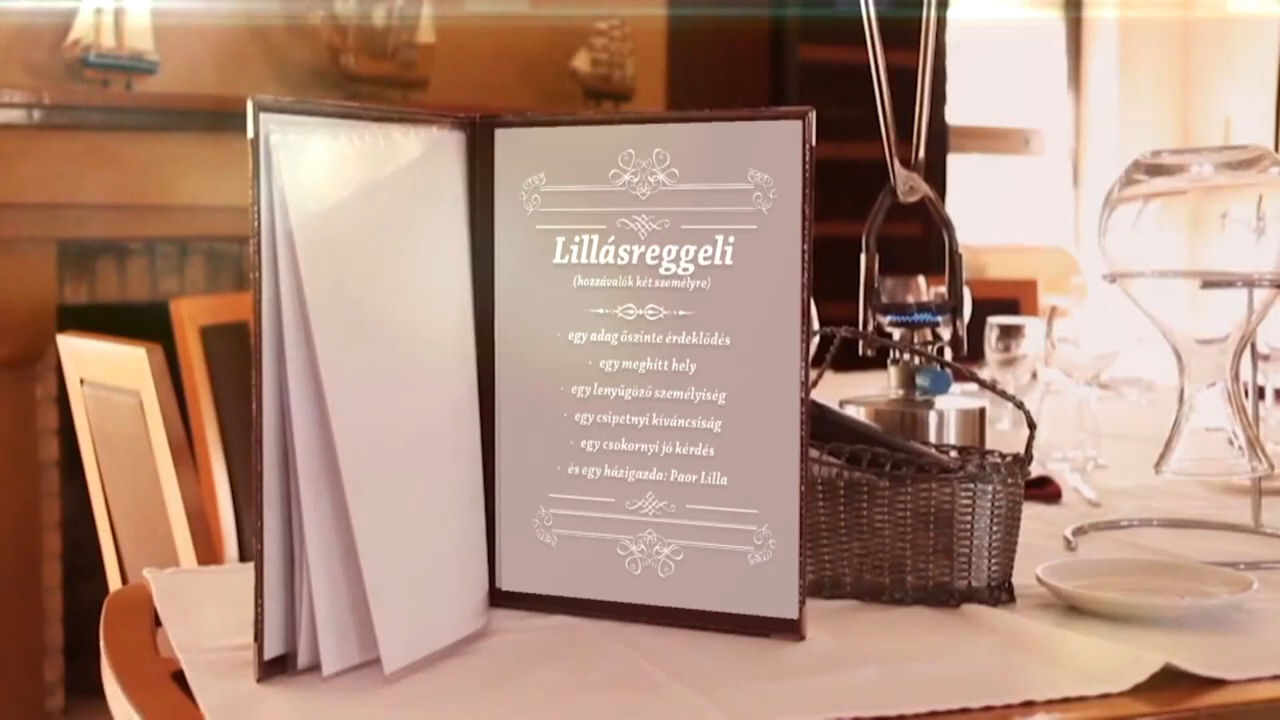 Lillásreggeli
(hozzávalók két személyre)
· egy adag őszinte érdeklődés
· egy meghitt hely
· egy lenyűgöző személyiség
· egy csipetnyi kíváncsiság
· egy csokornyi jó kérdés
· és egy házigazda: Paor Lilla